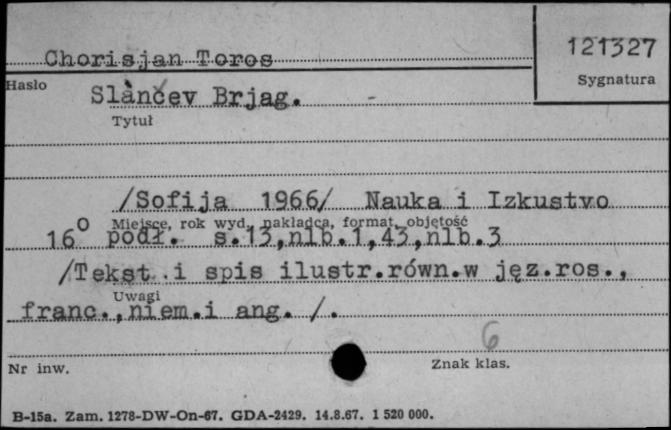 Chorisjan Toros
121327
Hasło
Sygnatura
Slànčev Brjag.
Tytuł
/Sofija 1966/ Nauka i Izkustvo
Miejsce, rok wyd., nakładca, format, objętość
16° podł. s.13,nlb.1,43,nlb.3
/Tekst i spis ilustr.równ.w jęz.ros.,
Uwagi
franc.,niem.i ang. /.
6
Nr inw.
Znak klas.
B-15a. Zam. 1278-DW-On-67. GDA-2429. 14.8.67. 1 520 000.